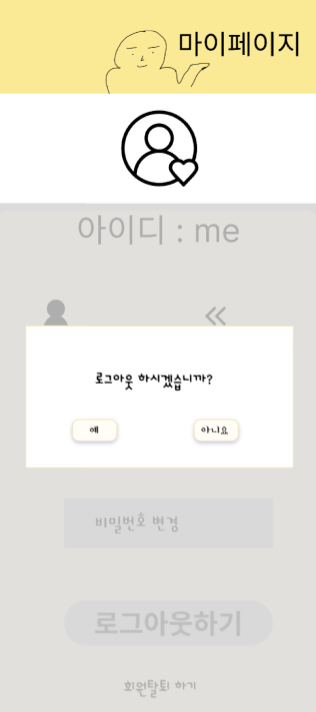 마이페이지
아이디 : me
로그아웃 하시겠습니까?
예
아니요
비밀번호 변경
로그아웃하기
회원탈퇴 하기